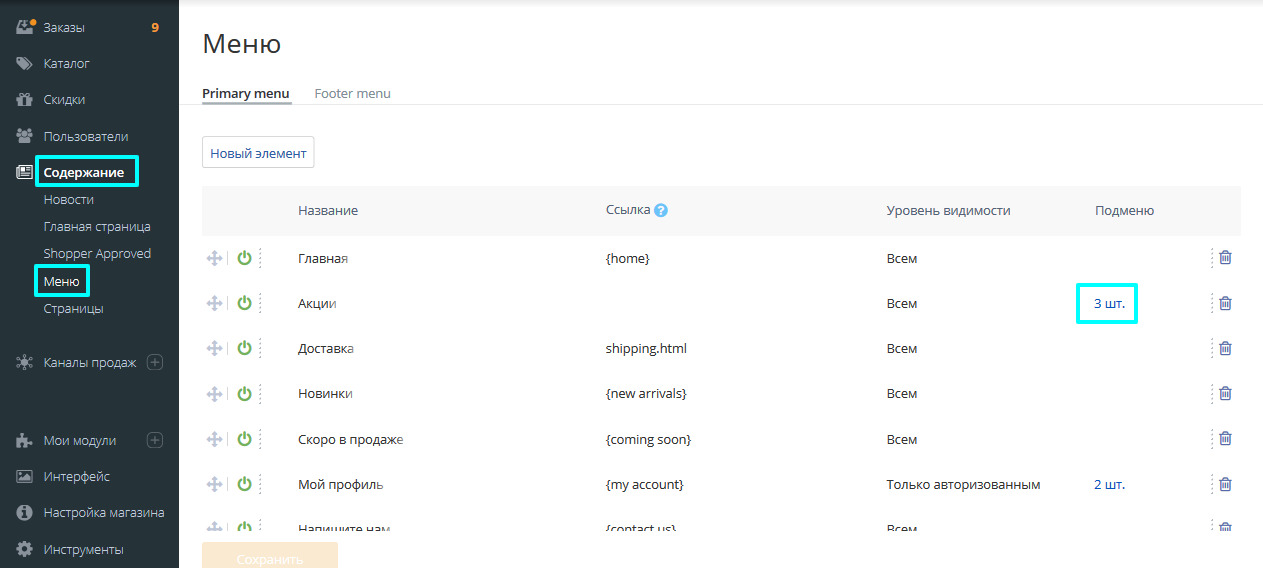 Заказы 9
Каталог
Скидки
Пользователи
Содержание
Новости
Главная страница
Shopper Approved
Меню
Страницы
Каналы продаж
Мои модули
Интерфейс
Настройка магазина
Инструменты
Меню
Primary menu Footer menu
Новый элемент
Название Ссылка ? Уровень видимости Подменю
Главная {home} Всем
Акции Всем 3 шт.
Доставка shipping.html Всем
Новинки {new arrivals} Всем
Скоро в продаже {coming soon} Всем
Мой профиль {my account} Только авторизованным 2 шт.
Напишите нам {contact us} Всем
Сохранить